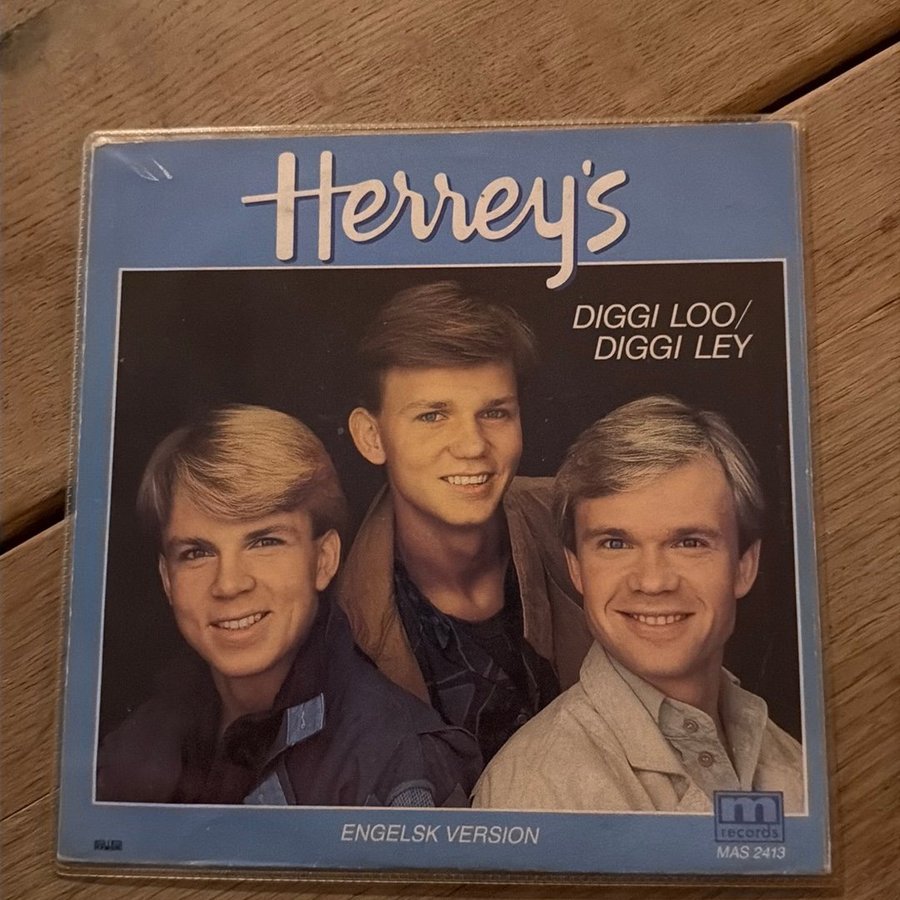 Herrey's
DIGGI LOO/
DIGGI LEY
ENGELSK VERSION
m
records
MAS 2413